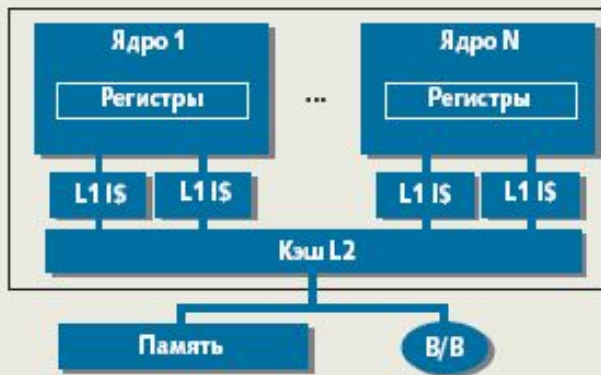 Ядро 1
Регистры
...
Ядро N
Регистры
L1 I$
L1 I$
L1 I$
L1 I$
Кэш L2
Память
В/В